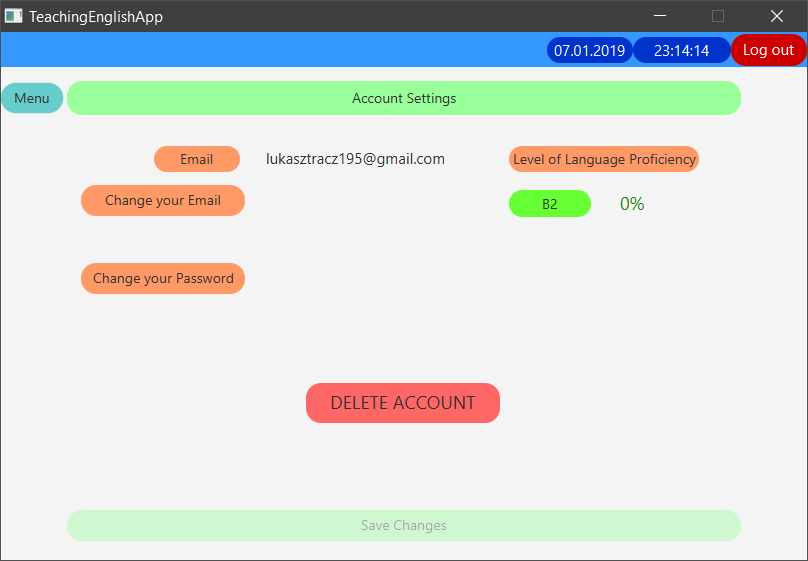 TeachingEnglishApp
07.01.2019 23:14:14 Log out
Menu Account Settings
Email lukasztracz195@gmail.com Level of Language Proficiency
Change your Email B2 0%
Change your Password
DELETE ACCOUNT
Save Changes